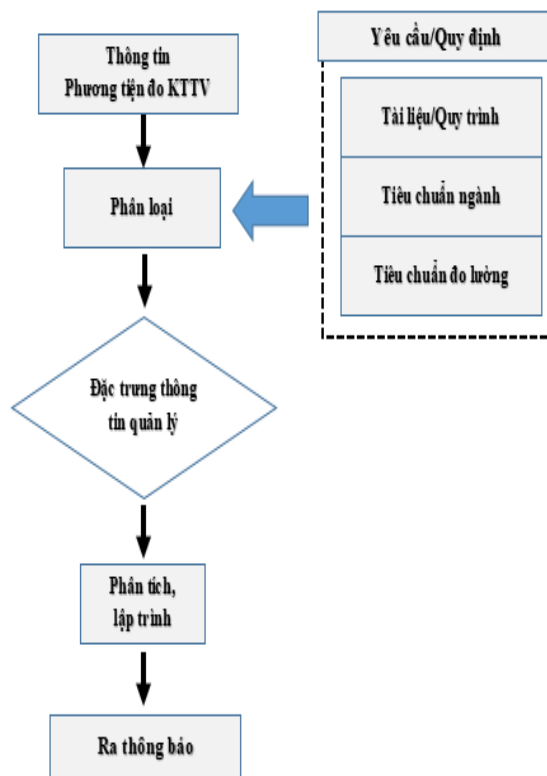 Thông tin
Phương tiện đo KTTV
Yêu cầu/Quy định
Tài liệu/Quy trình
Tiêu chuẩn ngành
Tiêu chuẩn đo lường
Phân loại
Đặc trưng thông
tin quản lý
Phân tích,
lập trình
Ra thông báo